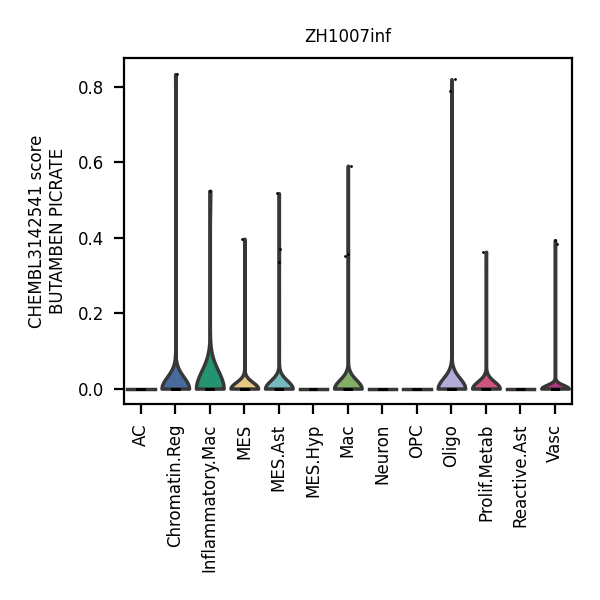 ZH1007inf
CHEMBL3142541 score
BUTAMBEN PICRATE
0.8
0.6
0.4
0.2
0.0
AC
Chromatin.Reg
Inflammatory.Mac
MES
MES.Ast
MES.Hyp
Mac
Neuron
OPC
Oligo
Prolif.Metab
Reactive.Ast
Vasc